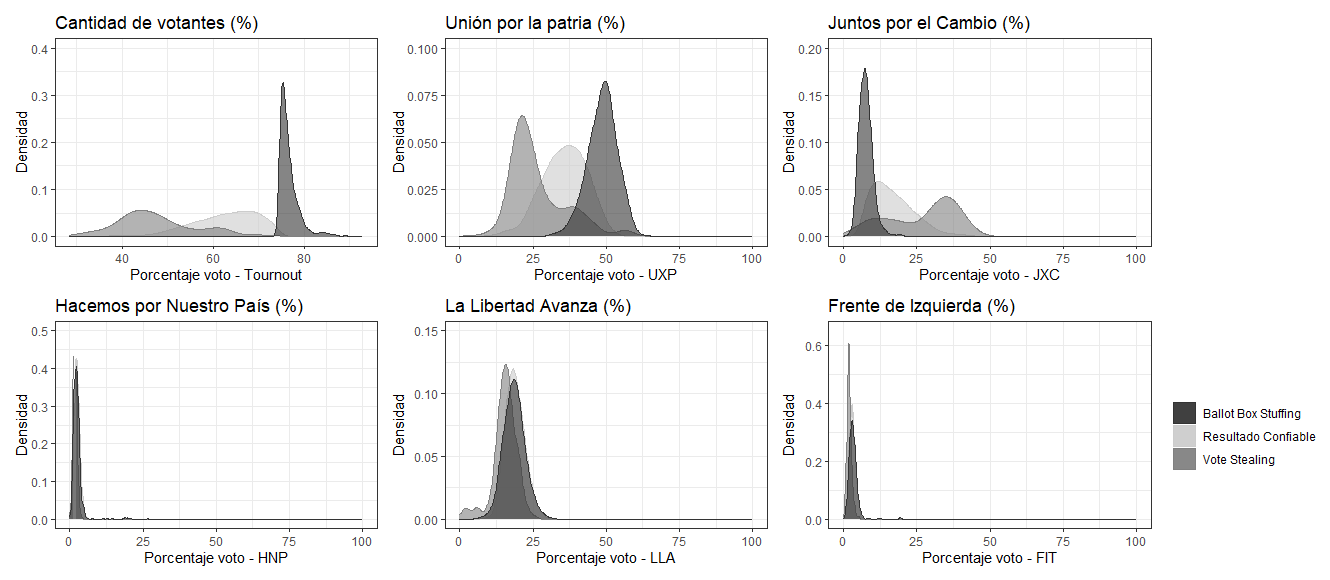 Cantidad de votantes (%)
0.4
0.3
0.2
0.1
0.0
Densidad
40
60
80
Porcentaje voto - Tournout
Unión por la patria (%)
0.100
0.075
0.050
0.025
0.000
Densidad
0
25
50
75
100
Porcentaje voto - UXP
Juntos por el Cambio (%)
0.20
0.15
0.10
0.05
0.00
Densidad
0
25
50
75
100
Porcentaje voto - JXC
Hacemos por Nuestro País (%)
0.5
0.4
0.3
0.2
0.1
0.0
Densidad
0
25
50
75
100
Porcentaje voto - HNP
La Libertad Avanza (%)
0.15
0.10
0.05
0.00
Densidad
0
25
50
75
100
Porcentaje voto - LLA
Frente de Izquierda (%)
0.6
0.4
0.2
0.0
Densidad
0
25
50
75
100
Porcentaje voto - FIT
Ballot Box Stuffing
Resultado Confiable
Vote Stealing